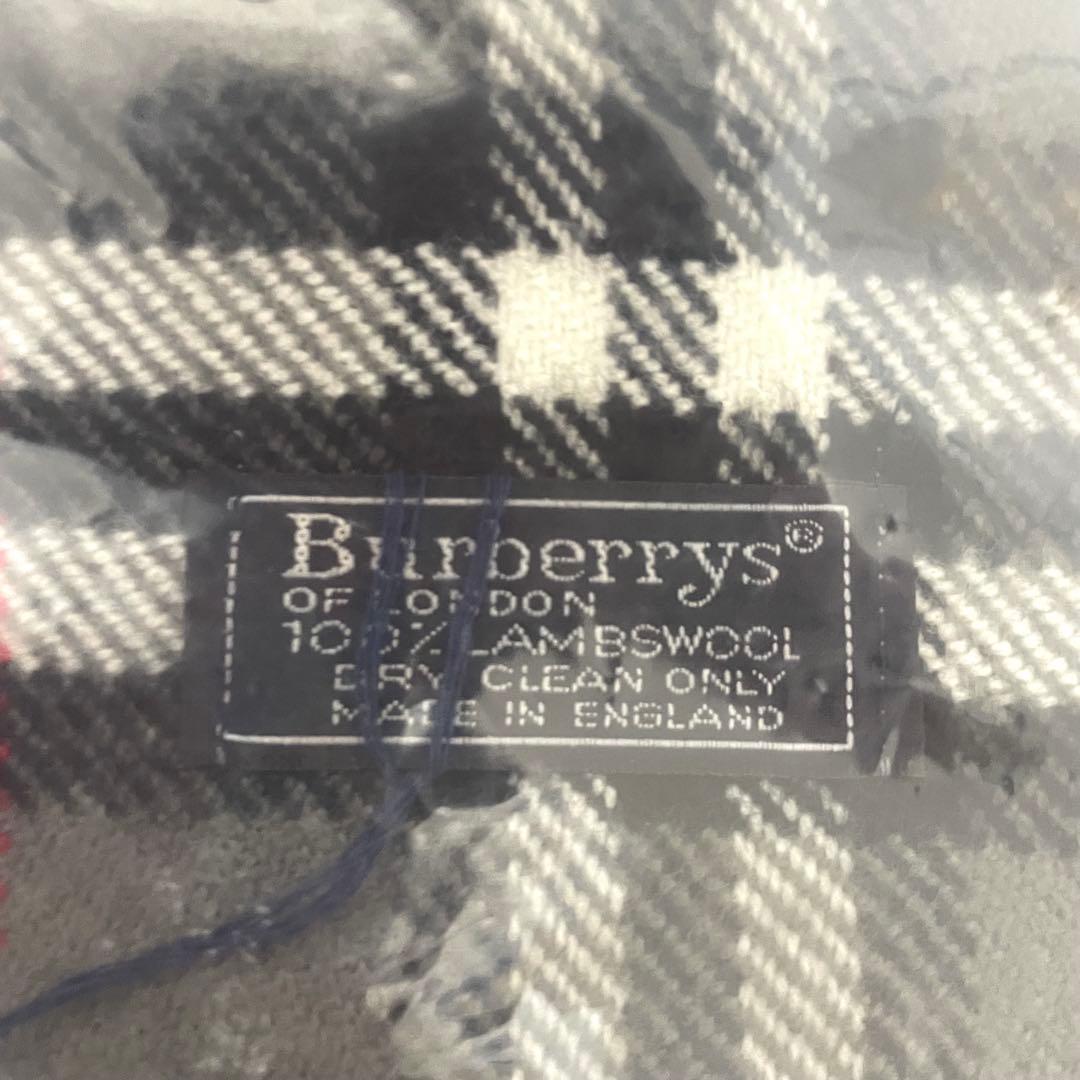 Burberrys®
OF LONDON
100% LAMBSWOOL
DRY CLEAN ONLY
MADE IN ENGLAND